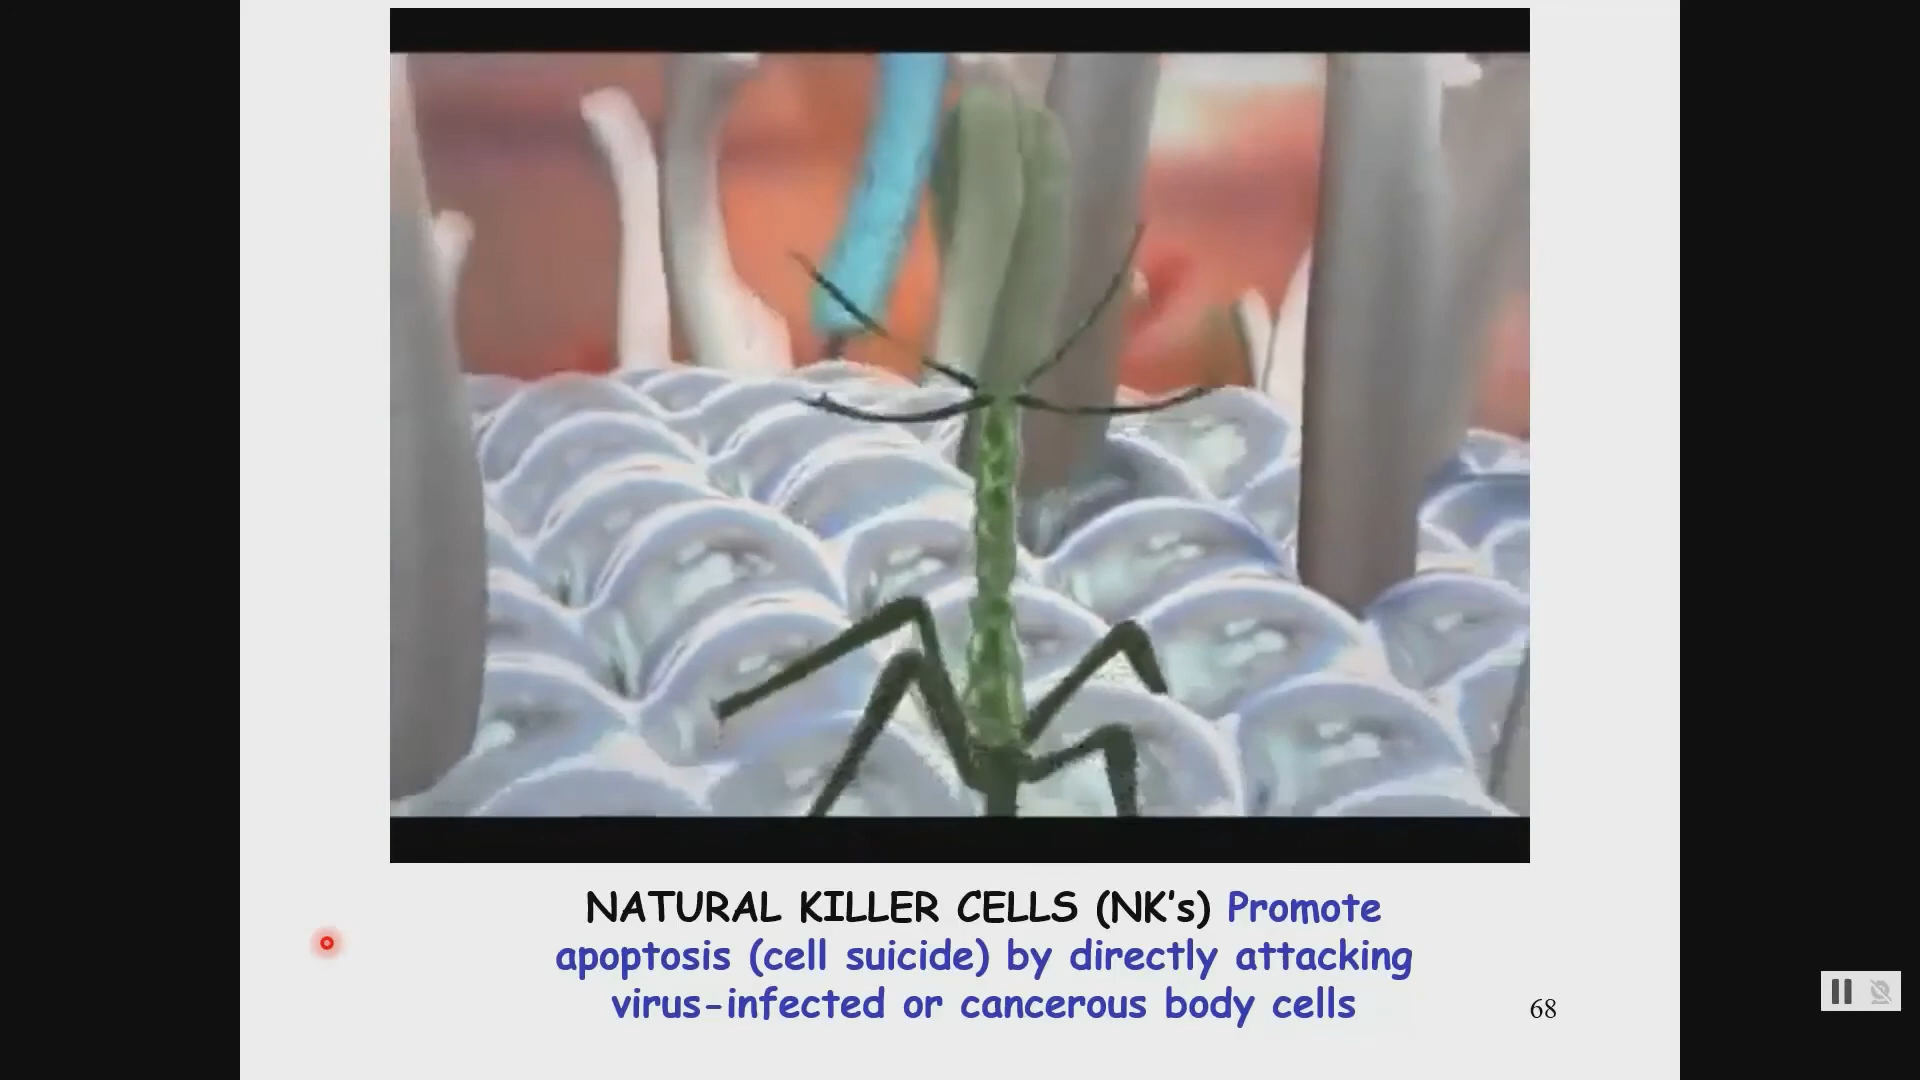 NATURAL KILLER CELLS (NK's) Promote
apoptosis (cell suicide) by directly attacking
virus-infected or cancerous body cells
68